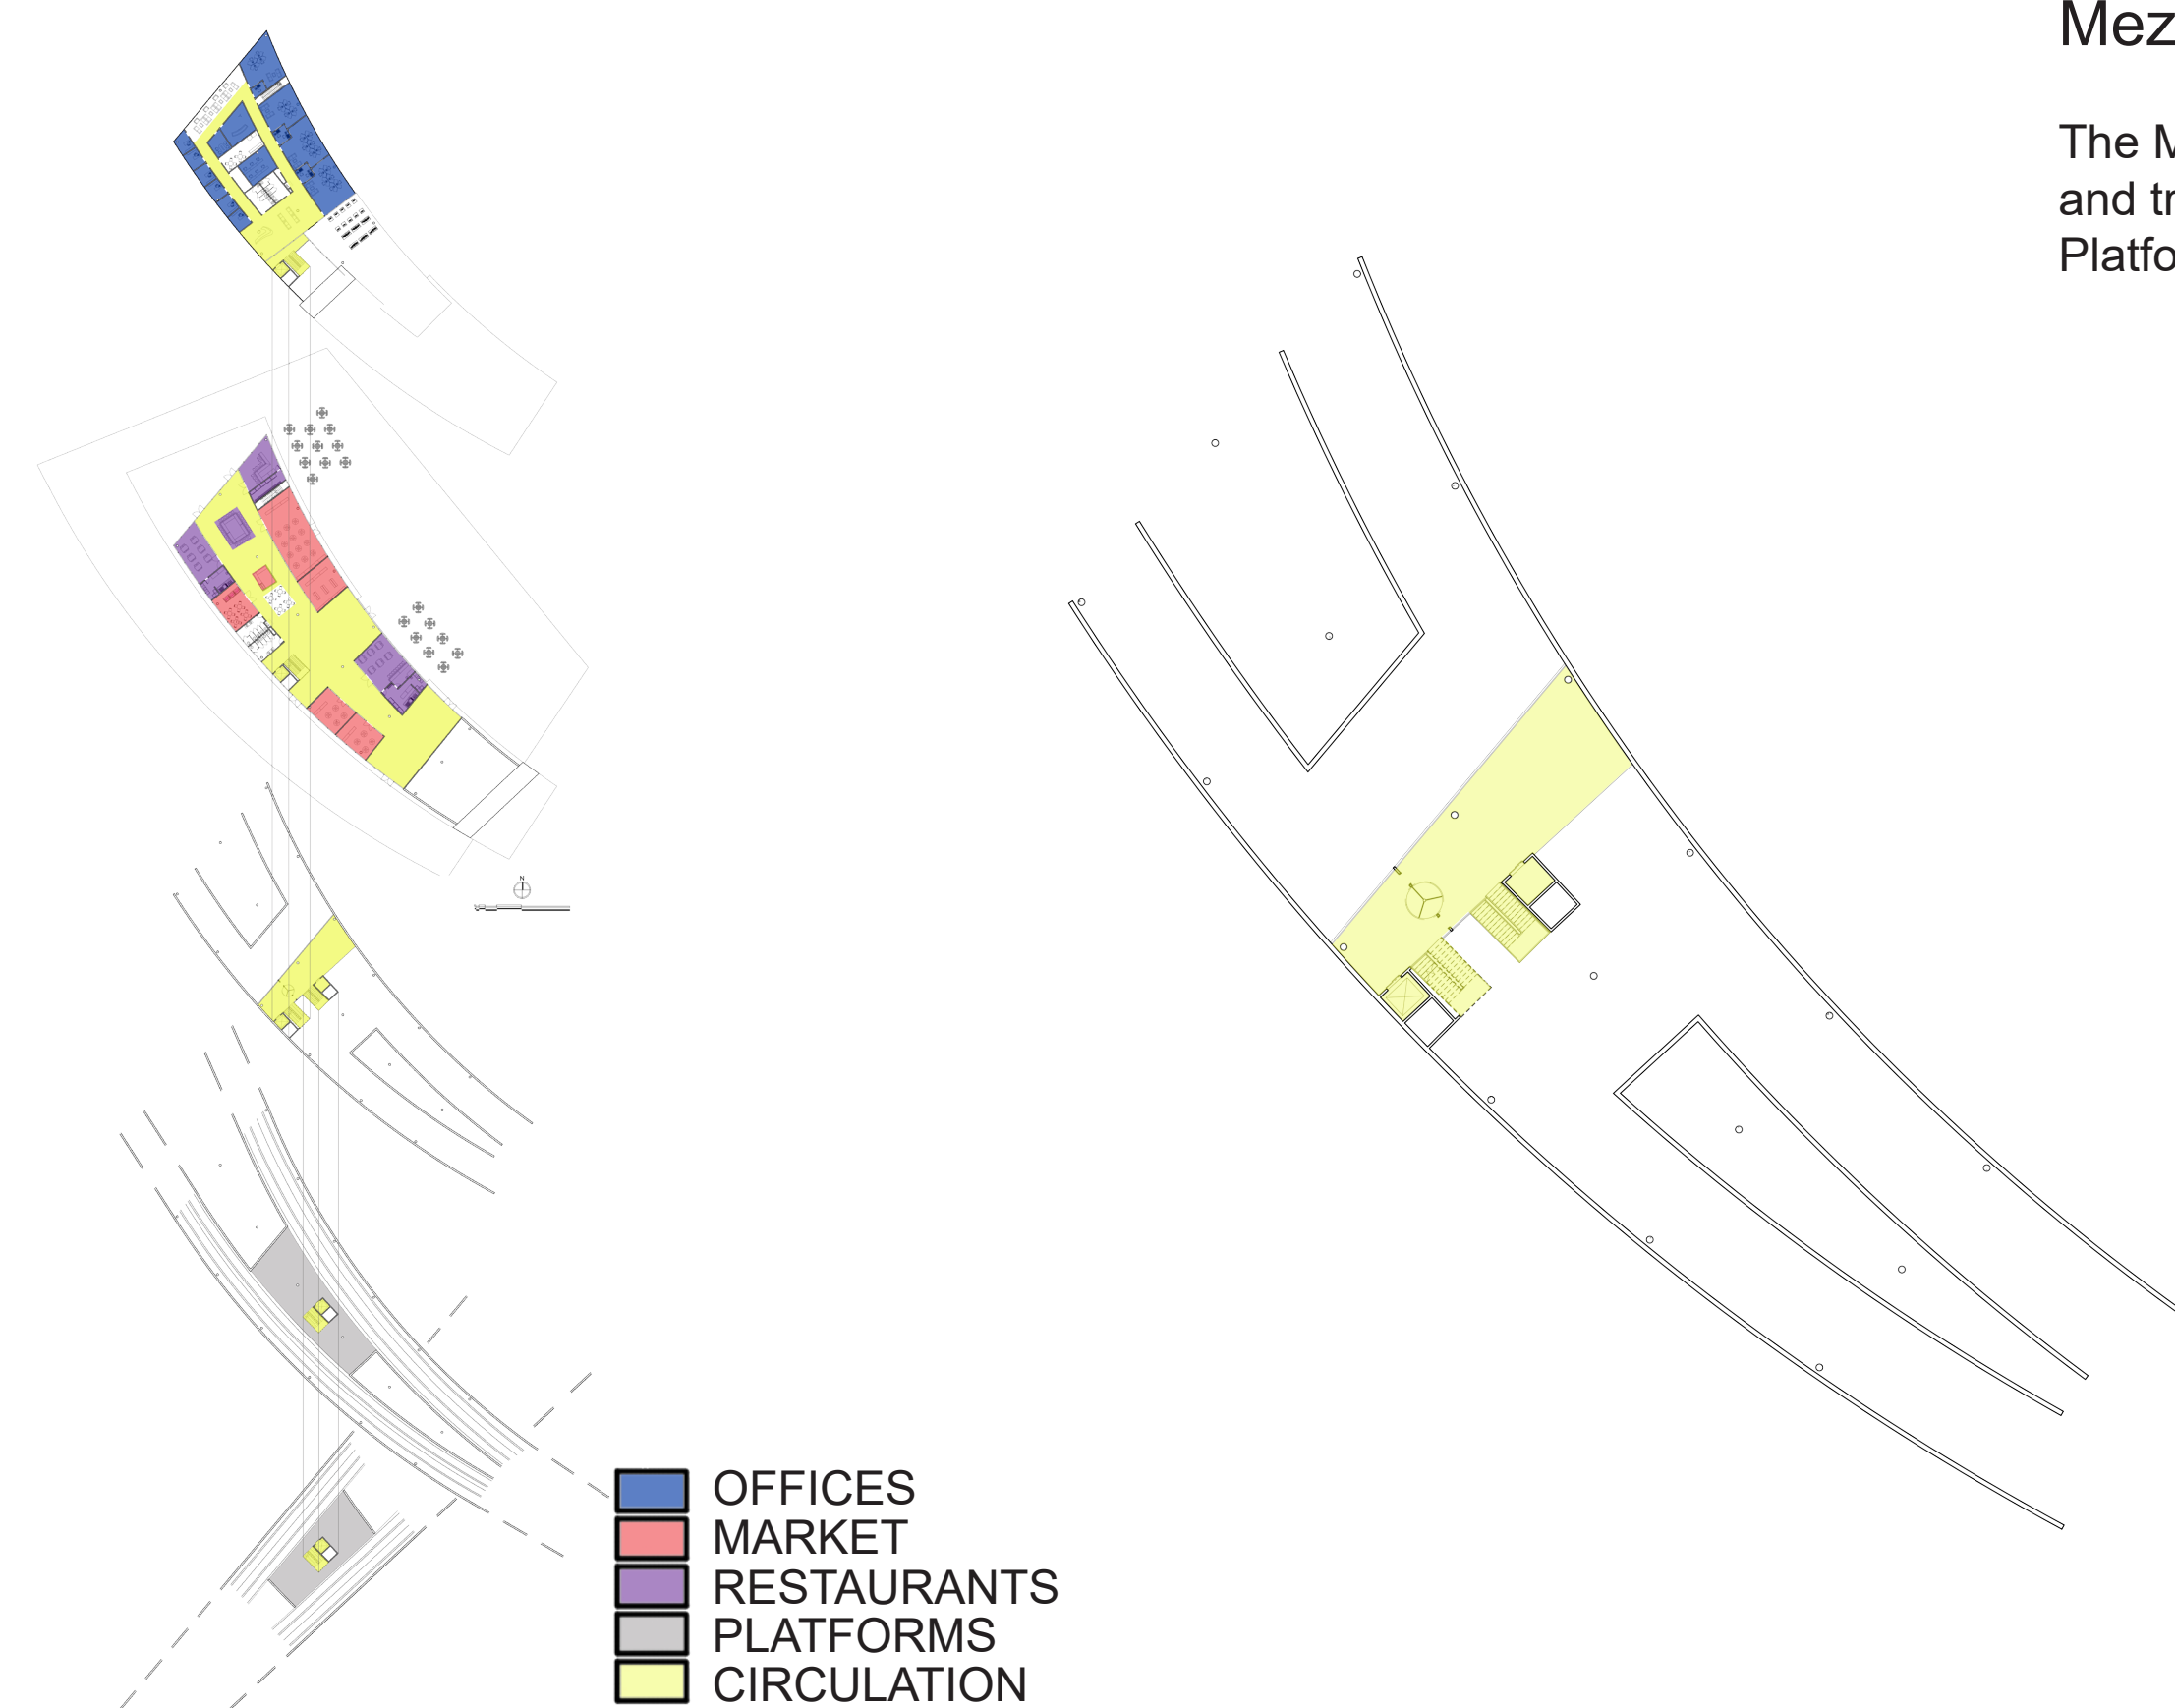 Mez
The M
and tr
Platfo
N
OFFICES
MARKET
RESTAURANTS
PLATFORMS
CIRCULATION